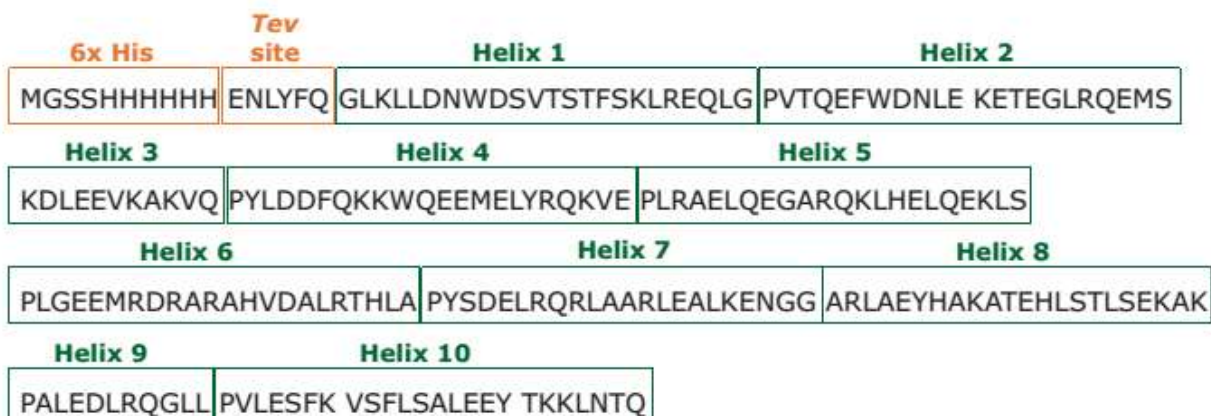 Tev
6x His site Helix 1 Helix 2
MGSSHHHHHH ENLYFQ GLKLLDNWDSVTSTFSKLREQLG PVTQEFWDNLE KETEGLRQEMS
Helix 3 Helix 4 Helix 5
KDLEEVKAKVQ PYLDDFQKKWQEEMELYRQKVE PLRAELQEGARQKLHELQEKLS
Helix 6 Helix 7 Helix 8
PLGEEMRDRARAHVDALRTHLA PYSDELRQRLAARLEALKENGG ARLAEYHAKATEHLSTLSEKAK
Helix 9 Helix 10
PALEDLRQGLL PVLESFK VSFLSALEEY TKKLNTQ